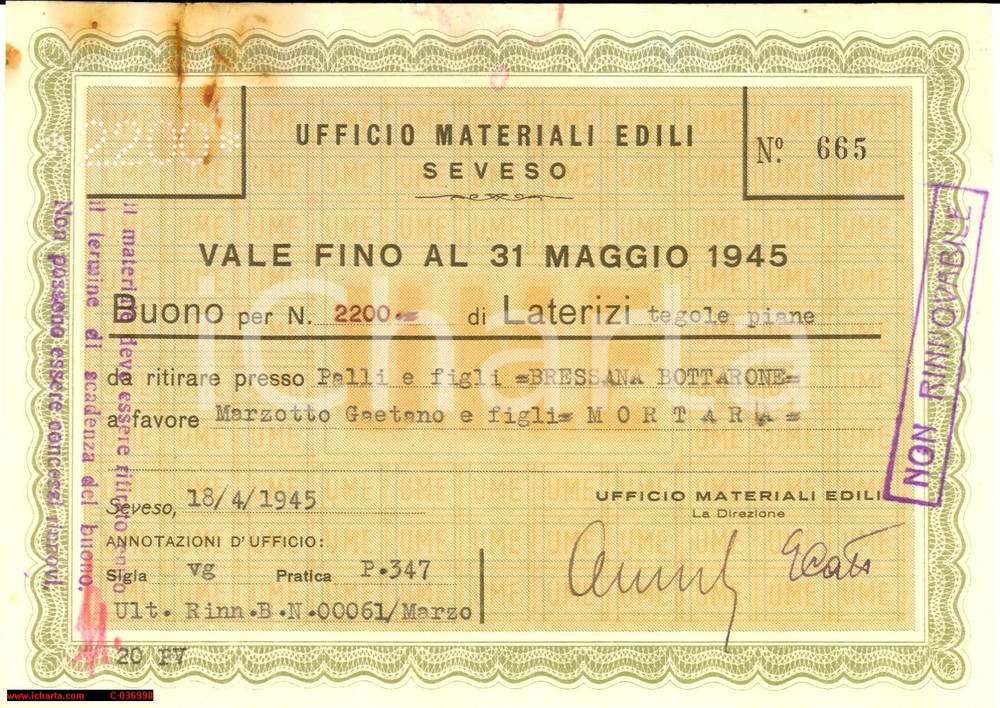 2200*
UFFICIO MATERIALI EDILI
SEVESO
Nº. 665
VALE FINO AL 31 MAGGIO 1945
Buono per N. 2200.= di Laterizi tegole piane
da ritirare presso Palli e figli =BRESSANA BOTTARONE=
a favore Marzotto Gaetano e figli= M O R T A R A =
Seveso, 18/4/1945
UFFICIO MATERIALI EDILI
La Direzione
ANNOTAZIONI D'UFFICIO:
Sigla vg Pratica P.347
Ult. Rinn.B.N.00061/Marzo
20 PV
Il materiale deve essere ritirato entro
il termine di scadenza del buono.
Non possono essere concessi rinnovi.
NON RINNOVABILE
iCharta
www.icharta.com C-036998